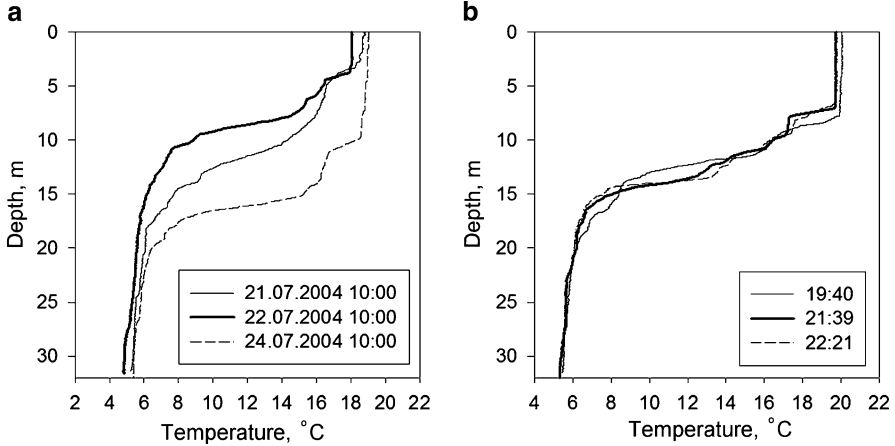 a
0
5
10
15
20
25
30
Depth, m
2 4 6 8 10 12 14 16 18 20 22
Temperature, °C
21.07.2004 10:00
22.07.2004 10:00
24.07.2004 10:00
b
0
5
10
15
20
25
30
Depth, m
4 6 8 10 12 14 16 18 20 22
Temperature, °C
19:40
21:39
22:21